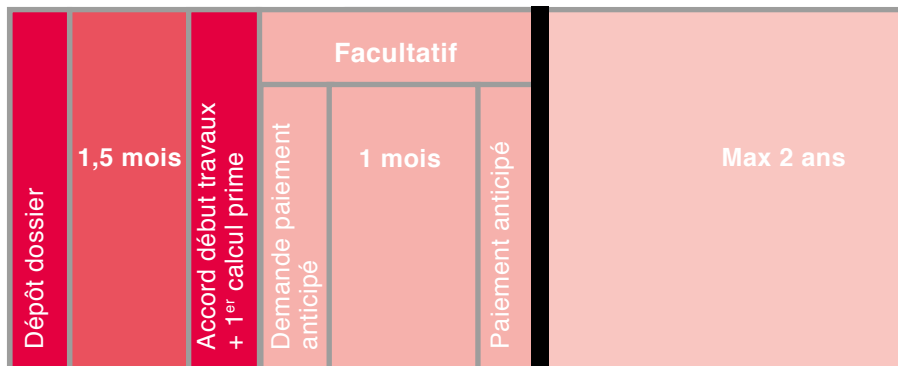 Dépôt dossier
1,5 mois
Accord début travaux
+ 1er calcul prime
Facultatif
Demande paiement
anticipé
1 mois
Paiement anticipé
Max 2 ans